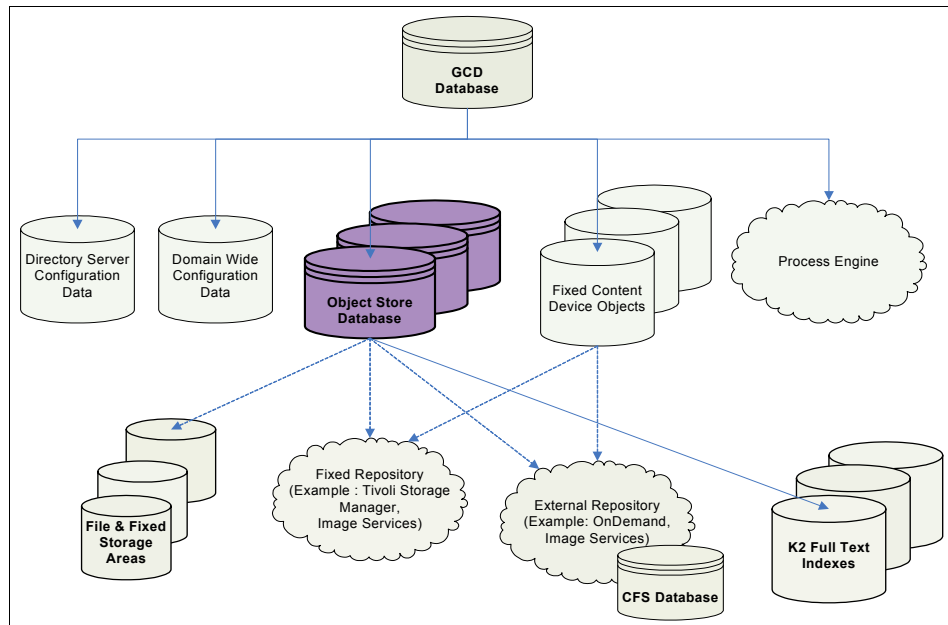 GCD
Database
Directory Server
Configuration
Data
Domain Wide
Configuration
Data
Object Store
Database
Fixed Content
Device Objects
Process Engine
File & Fixed
Storage
Areas
Fixed Repository
(Example : Tivoli Storage
Manager,
Image Services)
External Repository
(Example: OnDemand,
Image Services)
CFS Database
K2 Full Text
Indexes